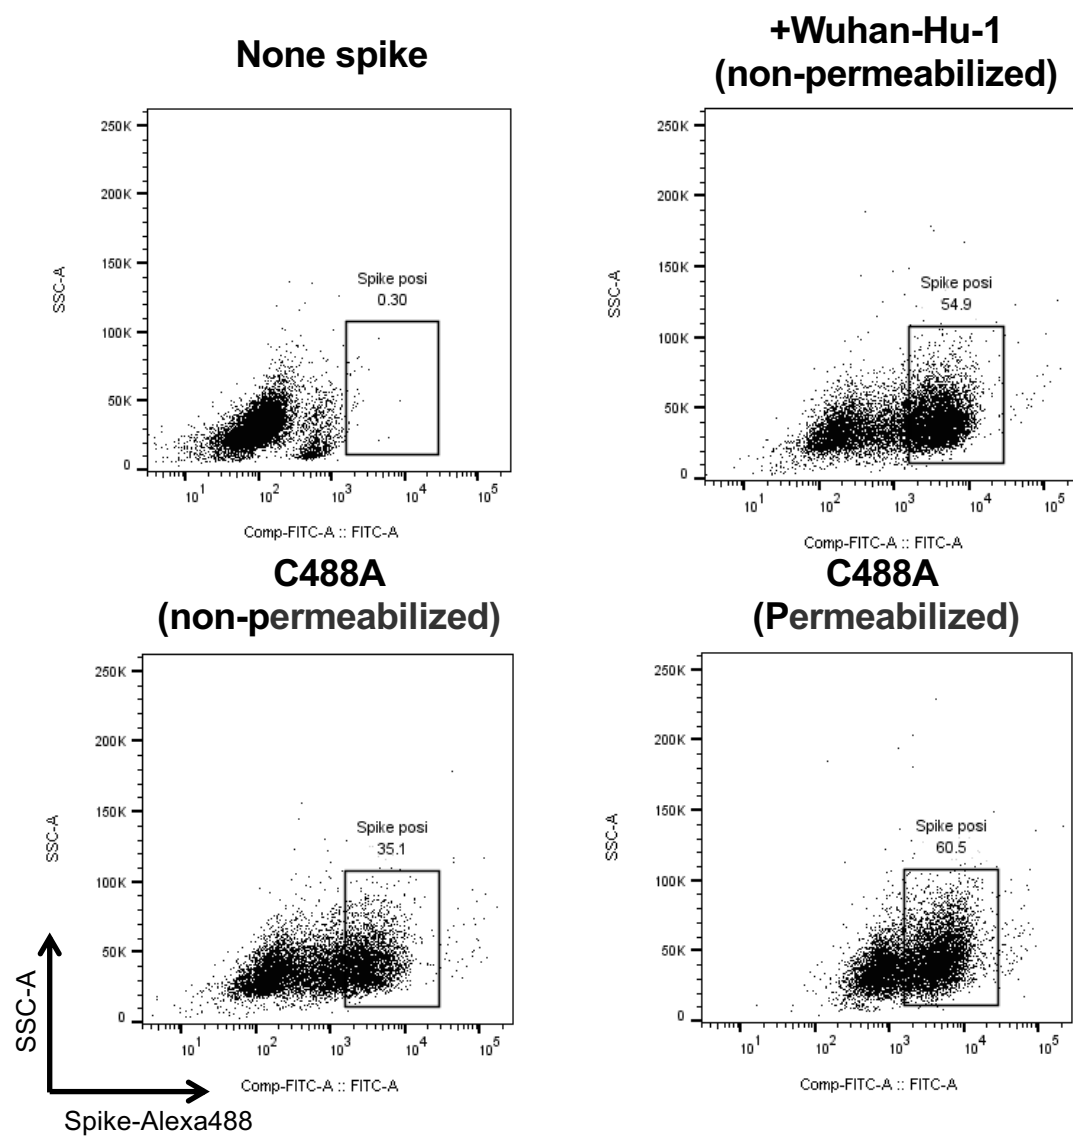 None spike
+Wuhan-Hu-1
(non-permeabilized)
250K
200K
150K
100K
50K
0
SSC-A
Spike posi
0.30
10^1 10^2 10^3 10^4 10^5
Comp-FITC-A :: FITC-A
250K
200K
150K
100K
50K
0
SSC-A
Spike posi
54.9
10^1 10^2 10^3 10^4 10^5
Comp-FITC-A :: FITC-A
C488A
(non-permeabilized)
250K
200K
150K
100K
50K
0
SSC-A
Spike posi
35.1
10^1 10^2 10^3 10^4 10^5
Comp-FITC-A :: FITC-A
C488A
(Permeabilized)
250K
200K
150K
100K
50K
0
SSC-A
Spike posi
60.5
10^1 10^2 10^3 10^4 10^5
Comp-FITC-A :: FITC-A
SSC-A
Spike-Alexa488